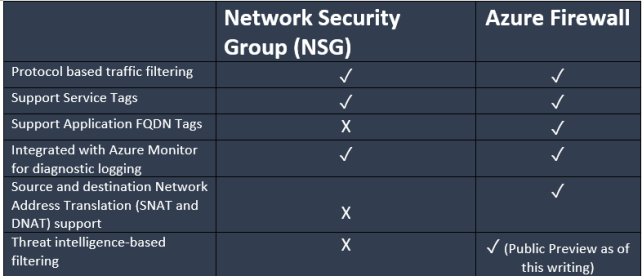 Network Security Azure Firewall
Group (NSG)
Protocol based traffic filtering ✓ ✓
Support Service Tags ✓ ✓
Support Application FQDN Tags X ✓
Integrated with Azure Monitor ✓ ✓
for diagnostic logging
Source and destination Network ✓
Address Translation (SNAT and
DNAT) support X
Threat intelligence-based X ✓ (Public Preview as of
filtering this writing)